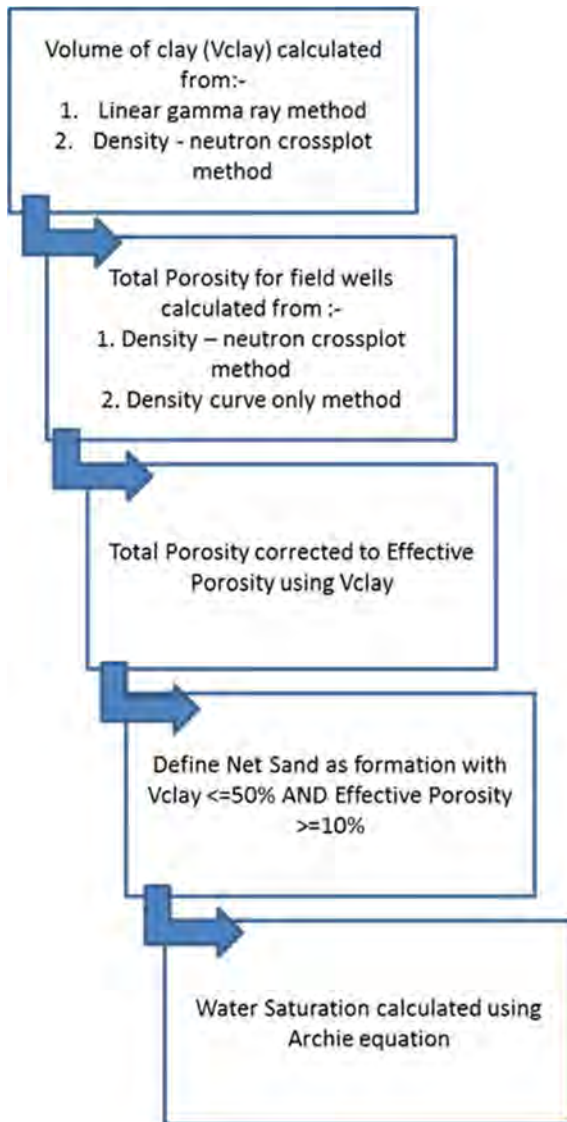 Volume of clay (Vclay) calculated
from:-
1. Linear gamma ray method
2. Density - neutron crossplot
method
Total Porosity for field wells
calculated from :-
1. Density – neutron crossplot
method
2. Density curve only method
Total Porosity corrected to Effective
Porosity using Vclay
Define Net Sand as formation with
Vclay <=50% AND Effective Porosity
>=10%
Water Saturation calculated using
Archie equation